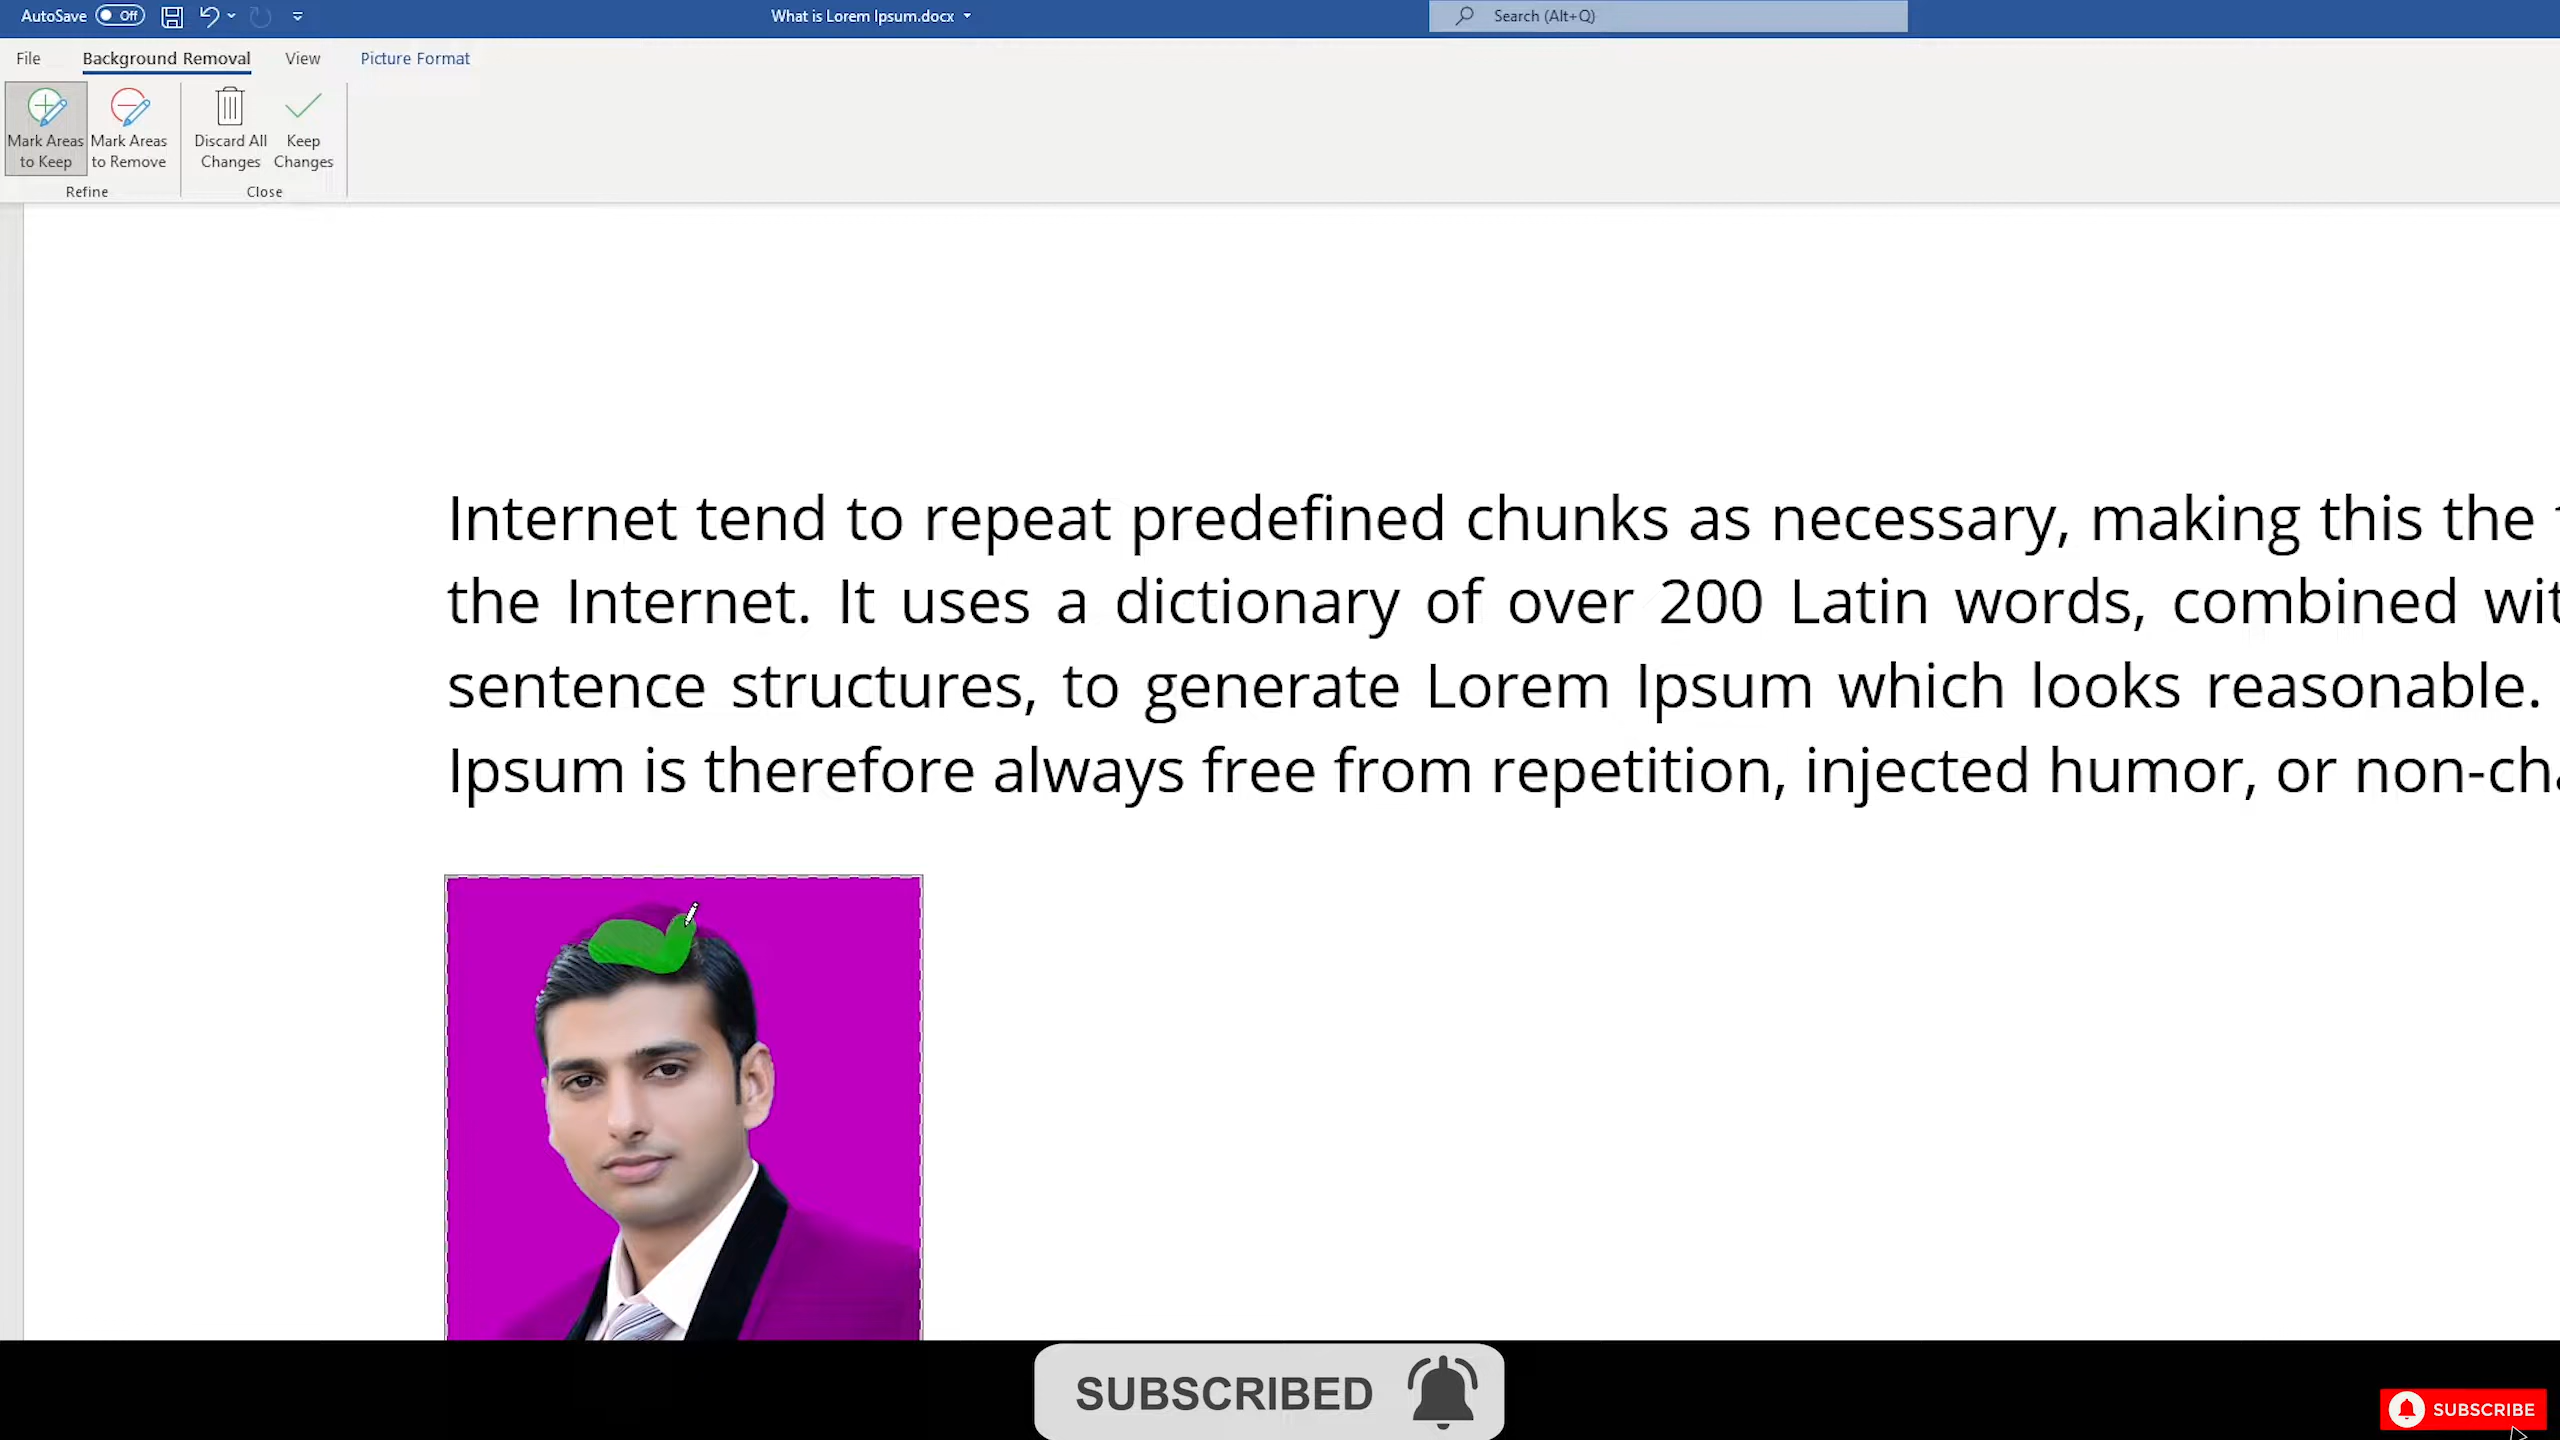 AutoSave Off What is Lorem Ipsum.docx Search (Alt+Q)
File Background Removal View Picture Format
Mark Areas to Keep
Mark Areas to Remove
Discard All Changes
Keep Changes
Refine Close
Internet tend to repeat predefined chunks as necessary, making this the
the Internet. It uses a dictionary of over 200 Latin words, combined
sentence structures, to generate Lorem Ipsum which looks reasonable.
Ipsum is therefore always free from repetition, injected humor, or
SUBSCRIBED
SUBSCRIBE